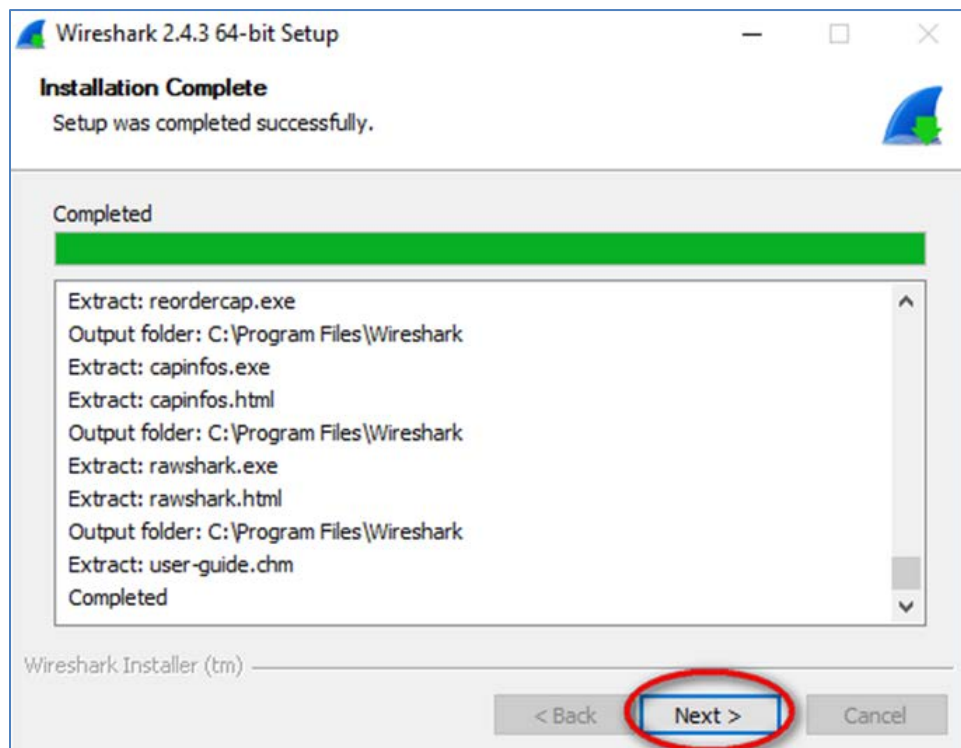 Wireshark 2.4.3 64-bit Setup
Installation Complete
Setup was completed successfully.
Completed
Extract: reordercap.exe
Output folder: C:\Program Files\Wireshark
Extract: capinfos.exe
Extract: capinfos.html
Output folder: C:\Program Files\Wireshark
Extract: rawshark.exe
Extract: rawshark.html
Output folder: C:\Program Files\Wireshark
Extract: user-guide.chm
Completed
Wireshark Installer (tm)
< Back Next > Cancel